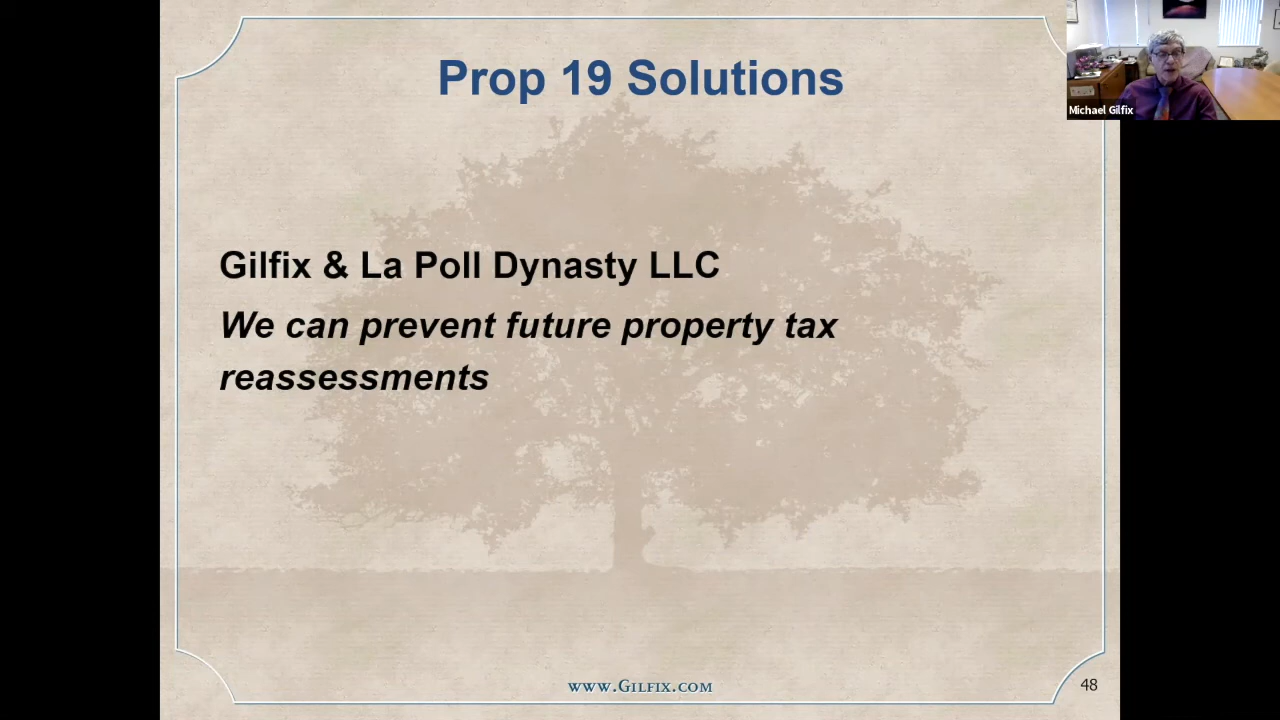 Prop 19 Solutions
Michael Gilfix
Gilfix & La Poll Dynasty LLC
We can prevent future property tax
reassessments
www.Gilfix.com
48